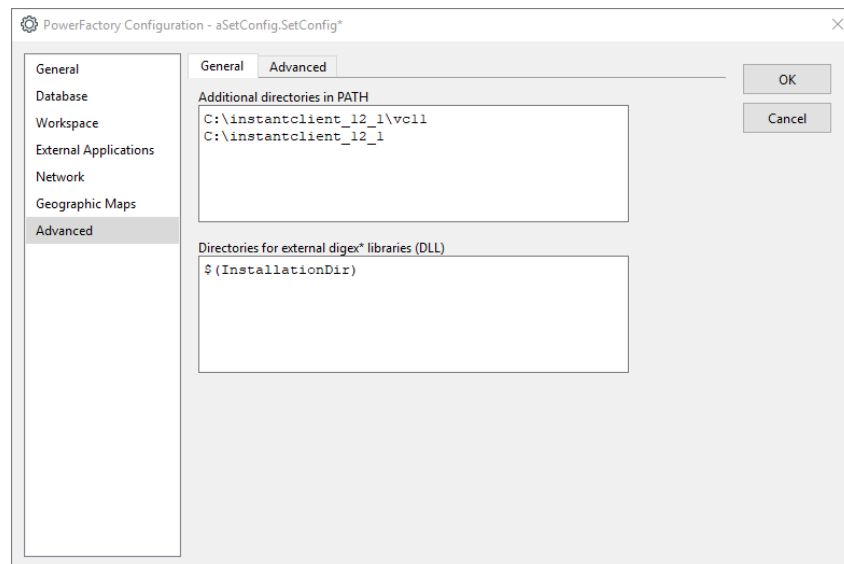 PowerFactory Configuration - aSetConfig.SetConfig*
General
Database
Workspace
External Applications
Network
Geographic Maps
Advanced
General Advanced
Additional directories in PATH
C:\instantclient_12_1\vc11
C:\instantclient_12_1
Directories for external digex* libraries (DLL)
$(InstallationDir)
OK
Cancel